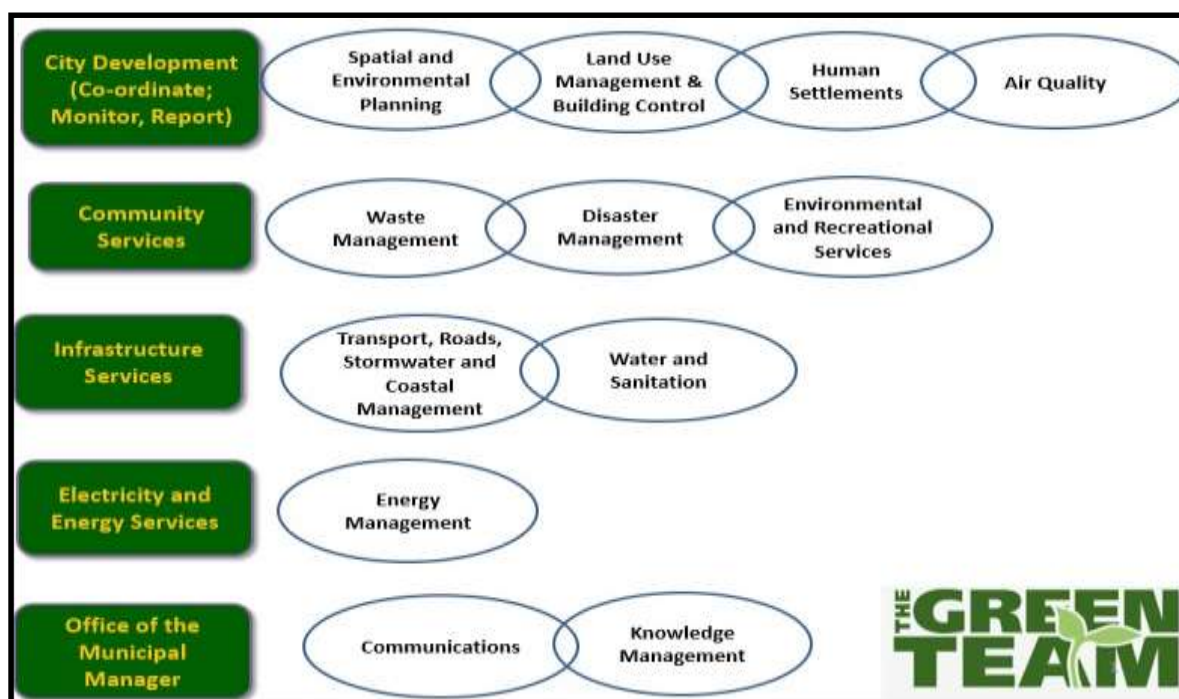 City Development
(Co-ordinate;
Monitor, Report)
Spatial and
Environmental
Planning
Land Use
Management &
Building Control
Human
Settlements
Air Quality
Community
Services
Waste
Management
Disaster
Management
Environmental
and Recreational
Services
Infrastructure
Services
Transport, Roads,
Stormwater and
Coastal
Management
Water and
Sanitation
Electricity and
Energy Services
Energy
Management
Office of the
Municipal
Manager
Communications
Knowledge
Management
THE
GREEN
TEAM